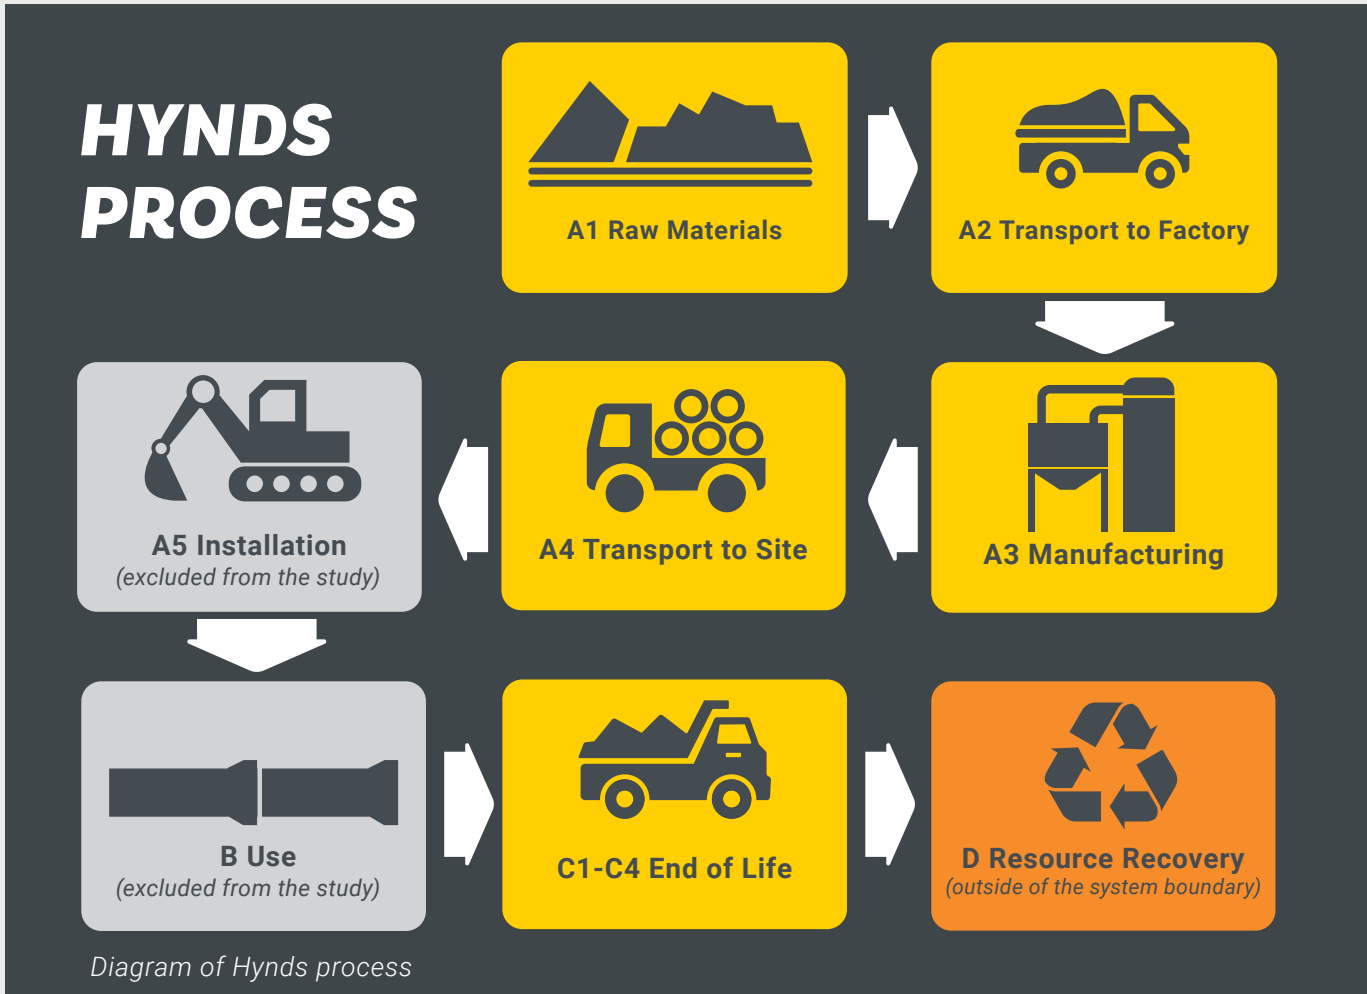 HYNDS
PROCESS
A1 Raw Materials
A2 Transport to Factory
A5 Installation
(excluded from the study)
A4 Transport to Site
A3 Manufacturing
B Use
(excluded from the study)
C1-C4 End of Life
D Resource Recovery
(outside of the system boundary)
Diagram of Hynds process